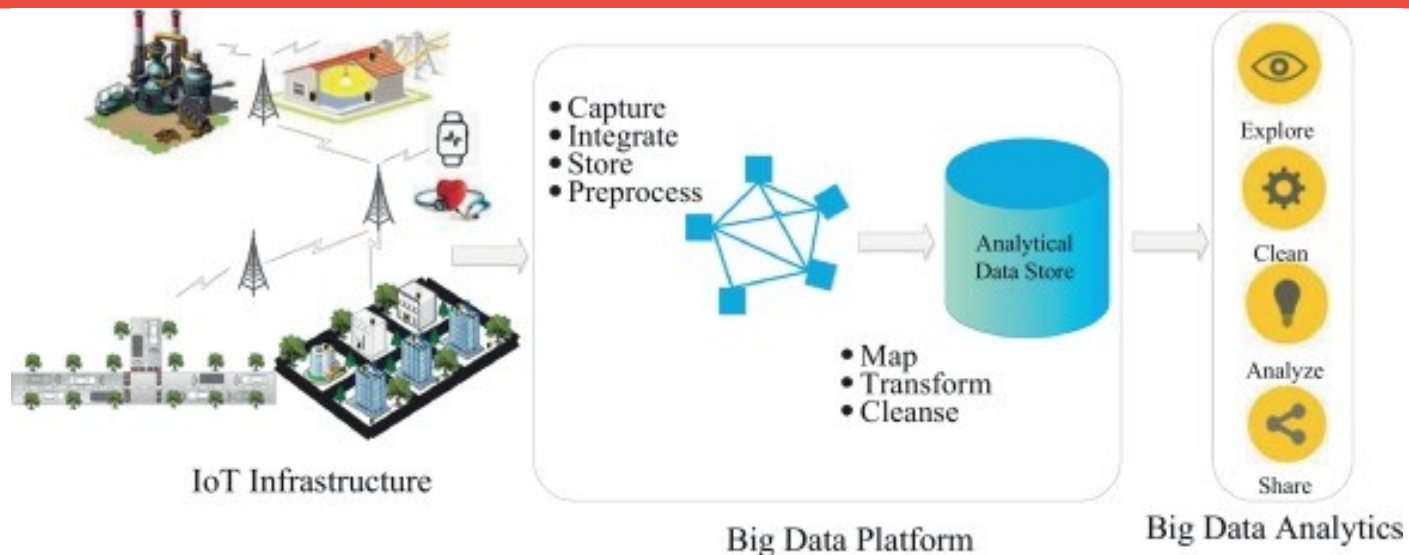 • Capture
• Integrate
• Store
• Preprocess
Analytical
Data Store
• Map
• Transform
• Cleanse
Explore
Clean
Analyze
Share
IoT Infrastructure
Big Data Platform
Big Data Analytics